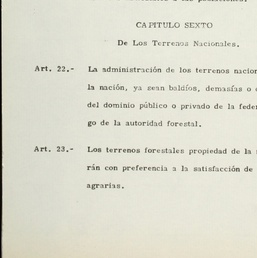 CAPITULO SEXTO
De Los Terrenos Nacionales.
Art. 22.- La administración de los terrenos nacion
la nación, ya sean baldíos, demasías o
del dominio público o privado de la feder
go de la autoridad forestal.
Art. 23.- Los terrenos forestales propiedad de la
rán con preferencia a la satisfacción de
agrarias.